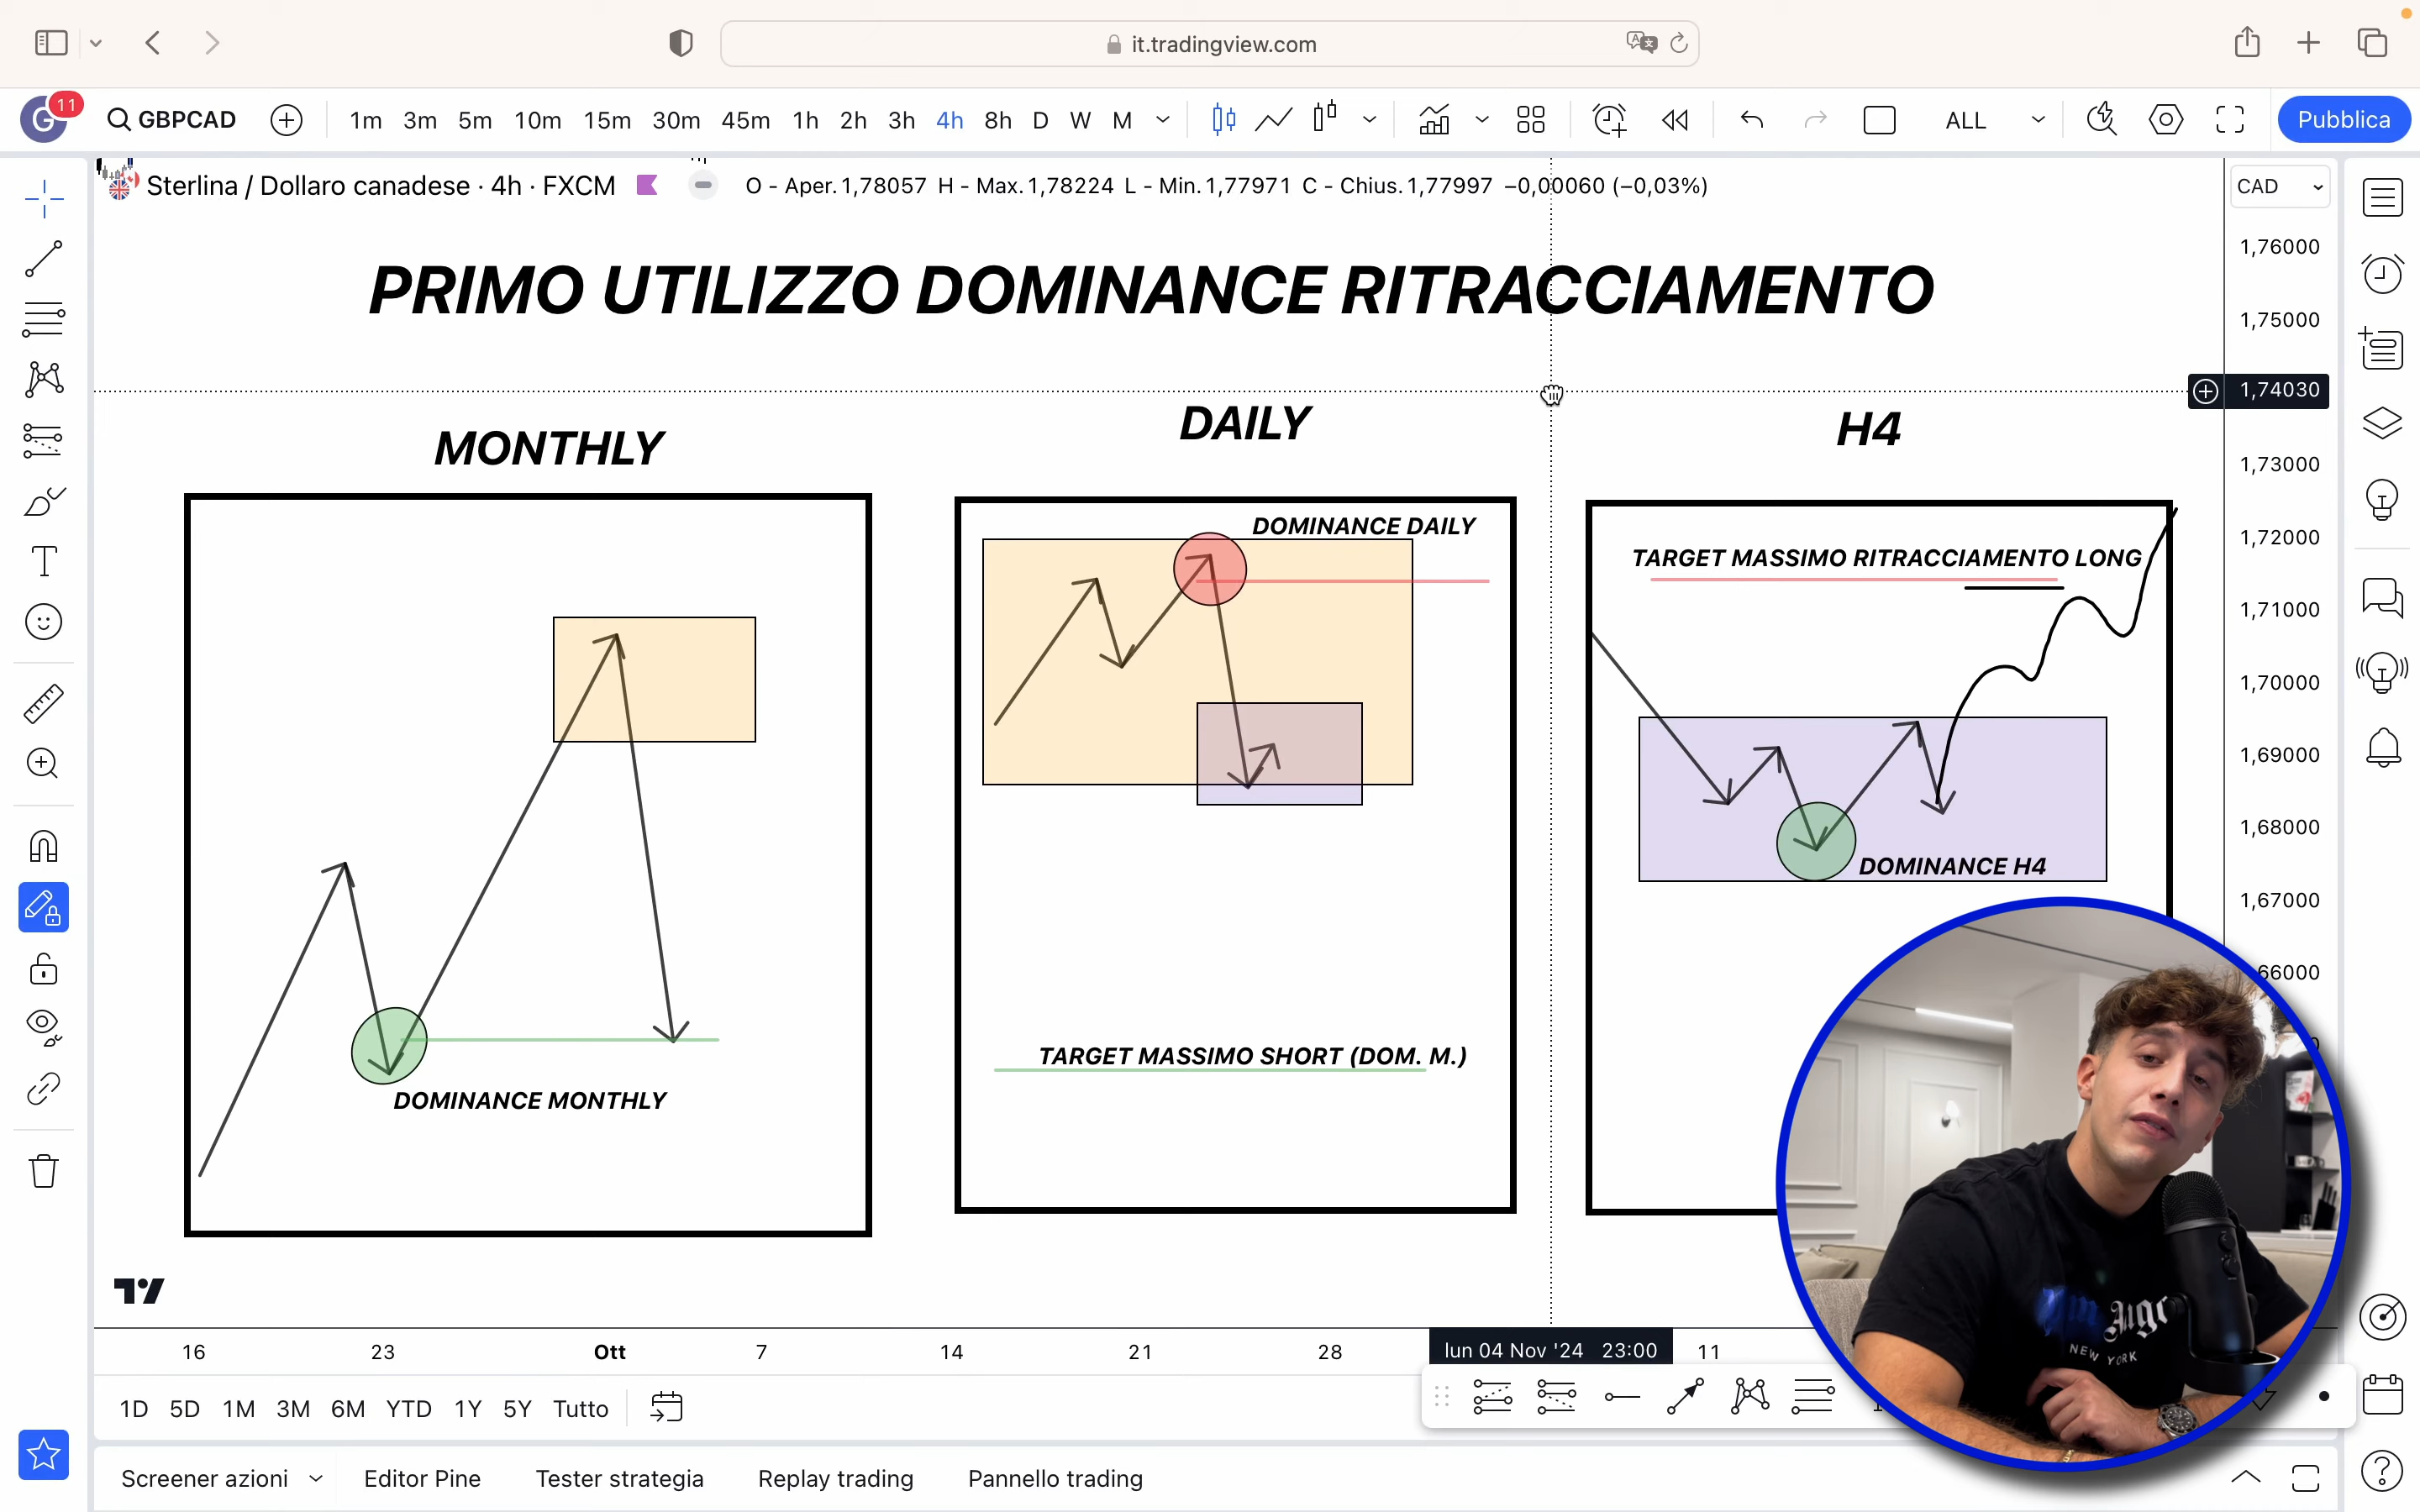 it.tradingview.com
G 11 GBPCAD 1m 3m 5m 10m 15m 30m 45m 1h 2h 3h 4h 8h D W M ALL Pubblica
Sterlina / Dollaro canadese · 4h · FXCM O - Aper.1,78057 H - Max.1,78224 L - Min.1,77971 C - Chius.1,77997 −0,00060 (−0,03%)
CAD
1,76000
PRIMO UTILIZZO DOMINANCE RITRACCIAMENTO
1,75000
1,74030
MONTHLY
DAILY
H4
1,73000
DOMINANCE DAILY
1,72000
TARGET MASSIMO RITRACCIAMENTO LONG
1,71000
1,70000
1,69000
1,68000
DOMINANCE H4
1,67000
66000
TARGET MASSIMO SHORT (DOM. M.)
DOMINANCE MONTHLY
NEW YORK
16 23 Ott 7 14 21 28 lun 04 Nov '24 23:00 11
1D 5D 1M 3M 6M YTD 1Y 5Y Tutto
Screener azioni Editor Pine Tester strategia Replay trading Pannello trading